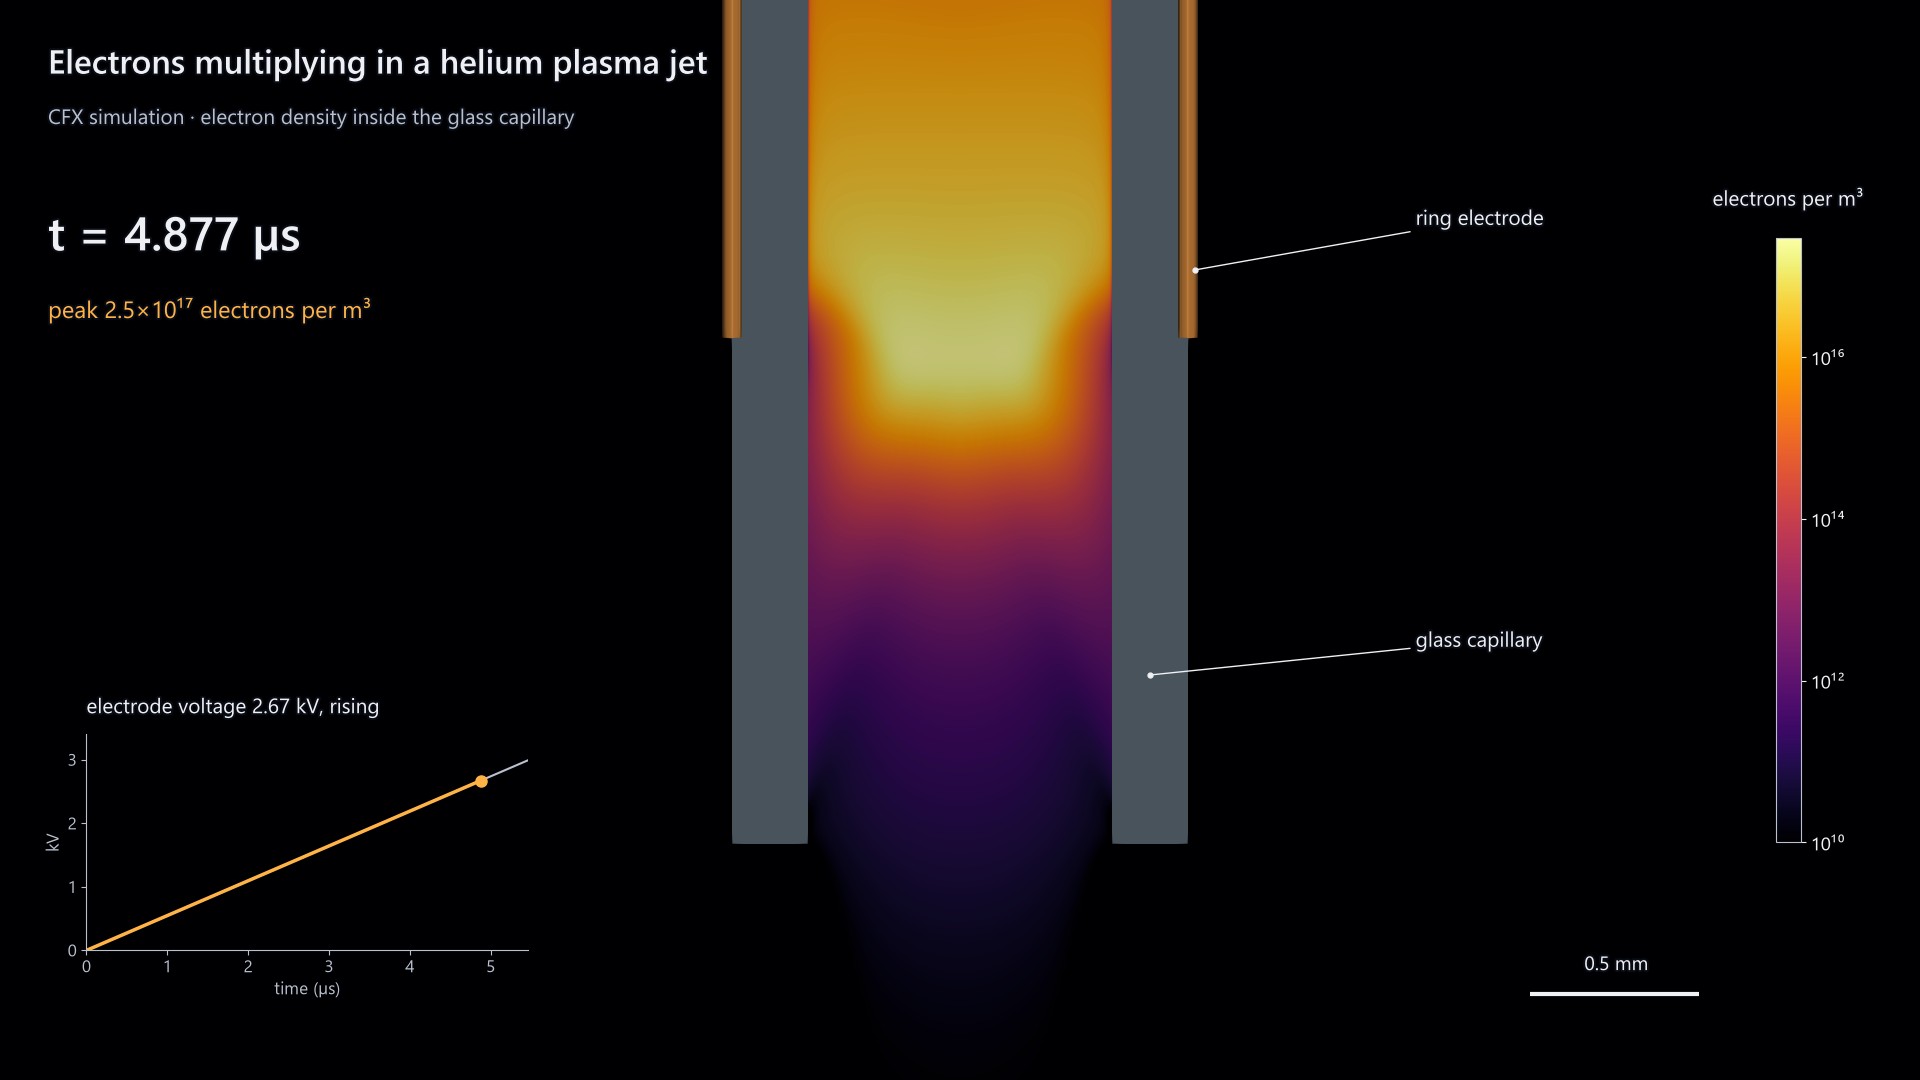 Electrons multiplying in a helium plasma jet
CFX simulation · electron density inside the glass capillary
t = 4.877 µs
peak 2.5×10¹⁷ electrons per m³
ring electrode
electrons per m³
10¹⁶
10¹⁴
10¹²
10¹⁰
glass capillary
electrode voltage 2.67 kV, rising
3
2
1
0
kV
0 1 2 3 4 5
time (µs)
0.5 mm